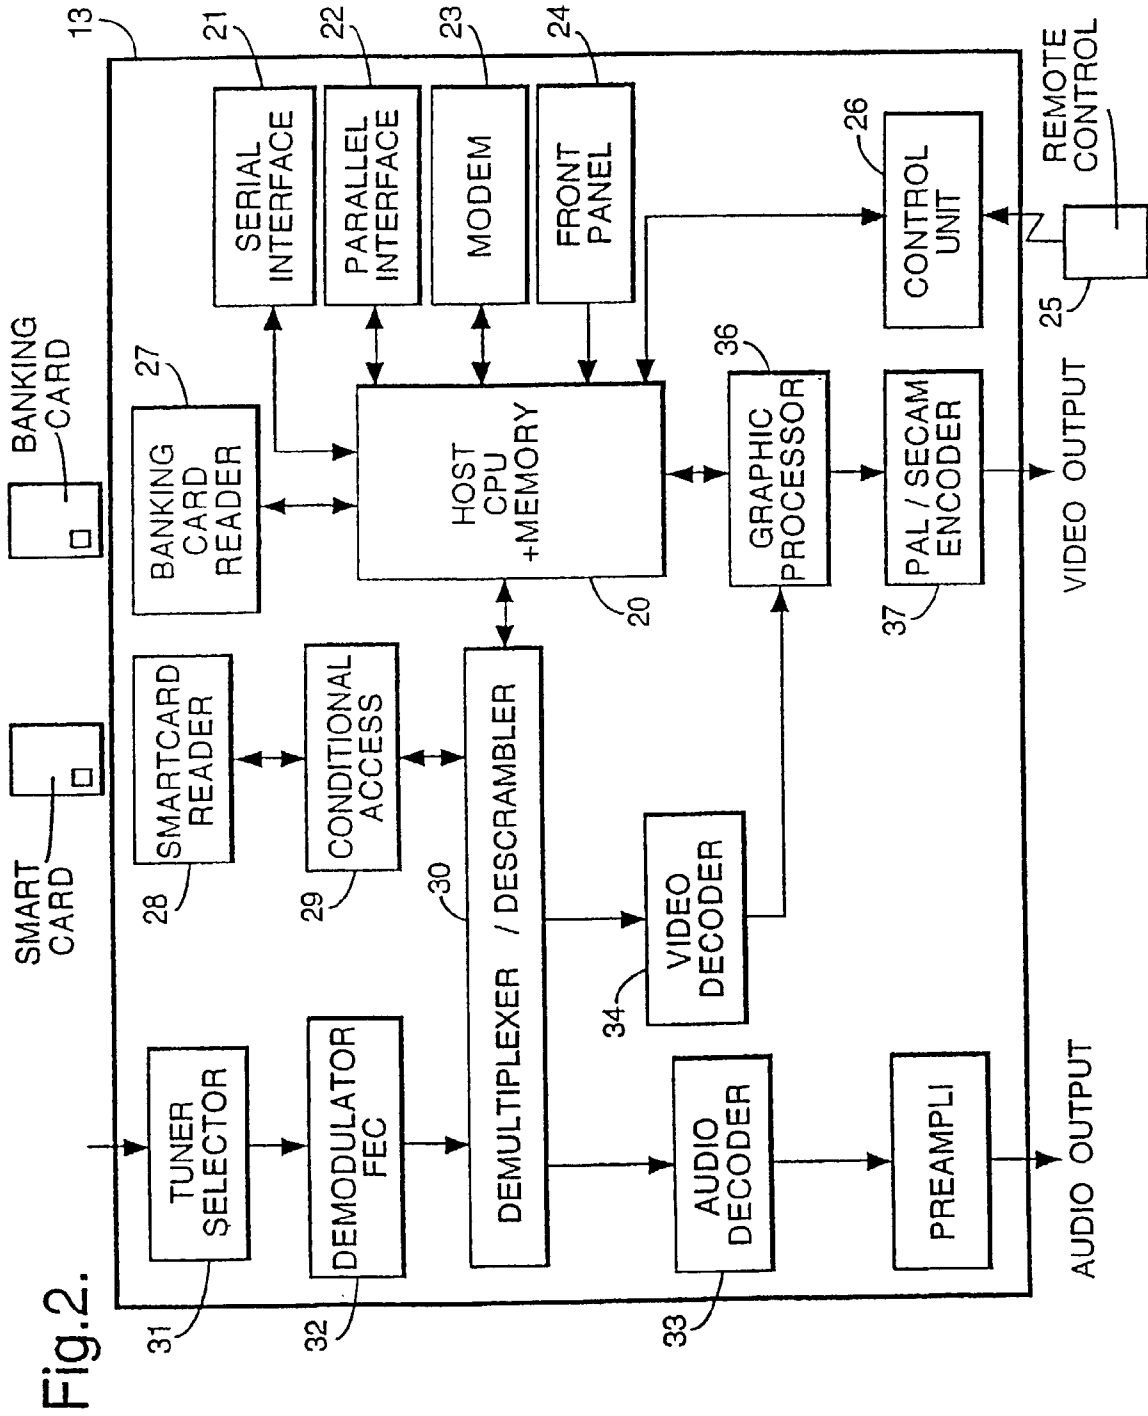 Fig.2.
SMART
CARD
BANKING
CARD
13
31
TUNER
SELECTOR
28
SMARTCARD
READER
BANKING
CARD
READER
27
SERIAL
INTERFACE
21
PARALLEL
INTERFACE
22
32
DEMODULATOR
FEC
29
CONDITIONAL
ACCESS
HOST
CPU
+MEMORY
20
MODEM
23
30
DEMULTIPLEXER / DESCRAMBLER
FRONT
PANEL
24
33
AUDIO
DECODER
34
VIDEO
DECODER
GRAPHIC
PROCESSOR
36
CONTROL
UNIT
26
PREAMPLI
37
PAL / SECAM
ENCODER
25
REMOTE
CONTROL
AUDIO OUTPUT
VIDEO OUTPUT